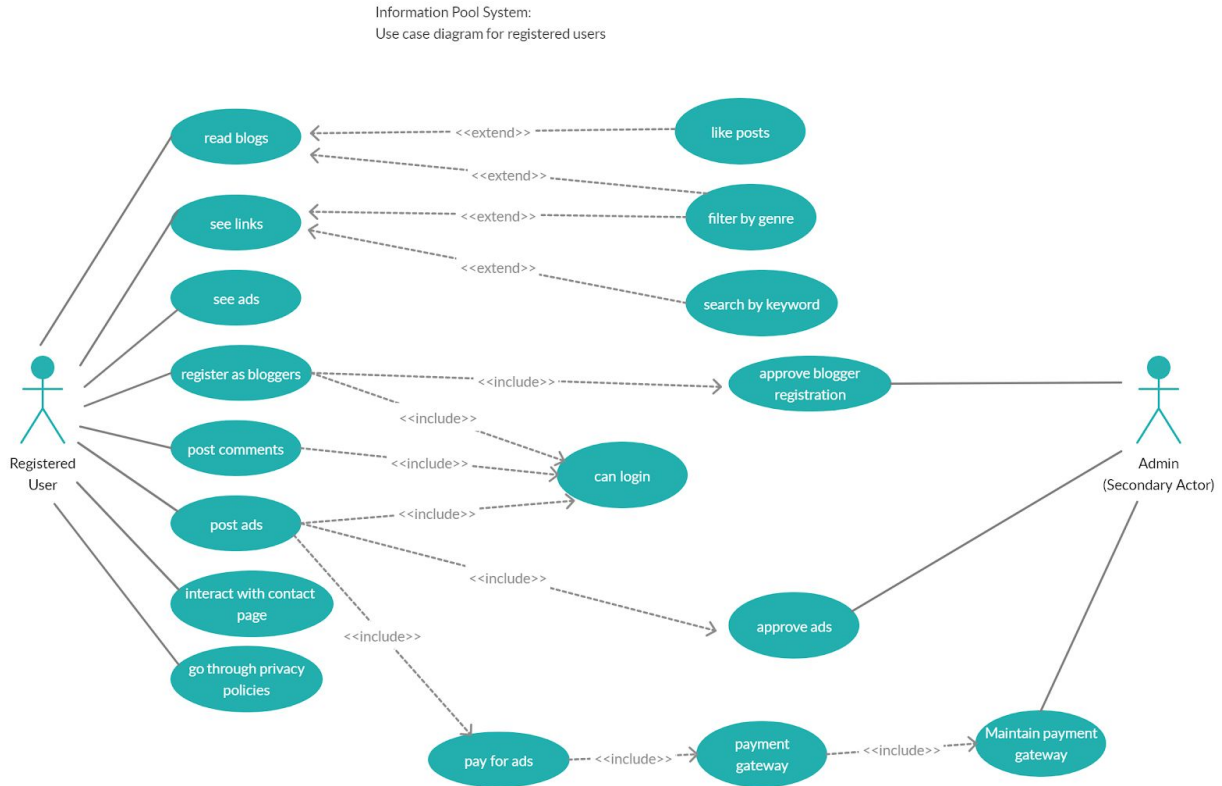 Information Pool System:
Use case diagram for registered users
read blogs
<<extend>>
like posts
<<extend>>
see links
<<extend>>
filter by genre
<<extend>>
see ads
search by keyword
register as bloggers
<<include>>
approve blogger
registration
<<include>>
post comments
<<include>>
can login
Registered
User
Admin
(Secondary Actor)
post ads
<<include>>
<<include>>
interact with contact
page
approve ads
<<include>>
go through privacy
policies
pay for ads
<<include>>
payment
gateway
<<include>>
Maintain payment
gateway